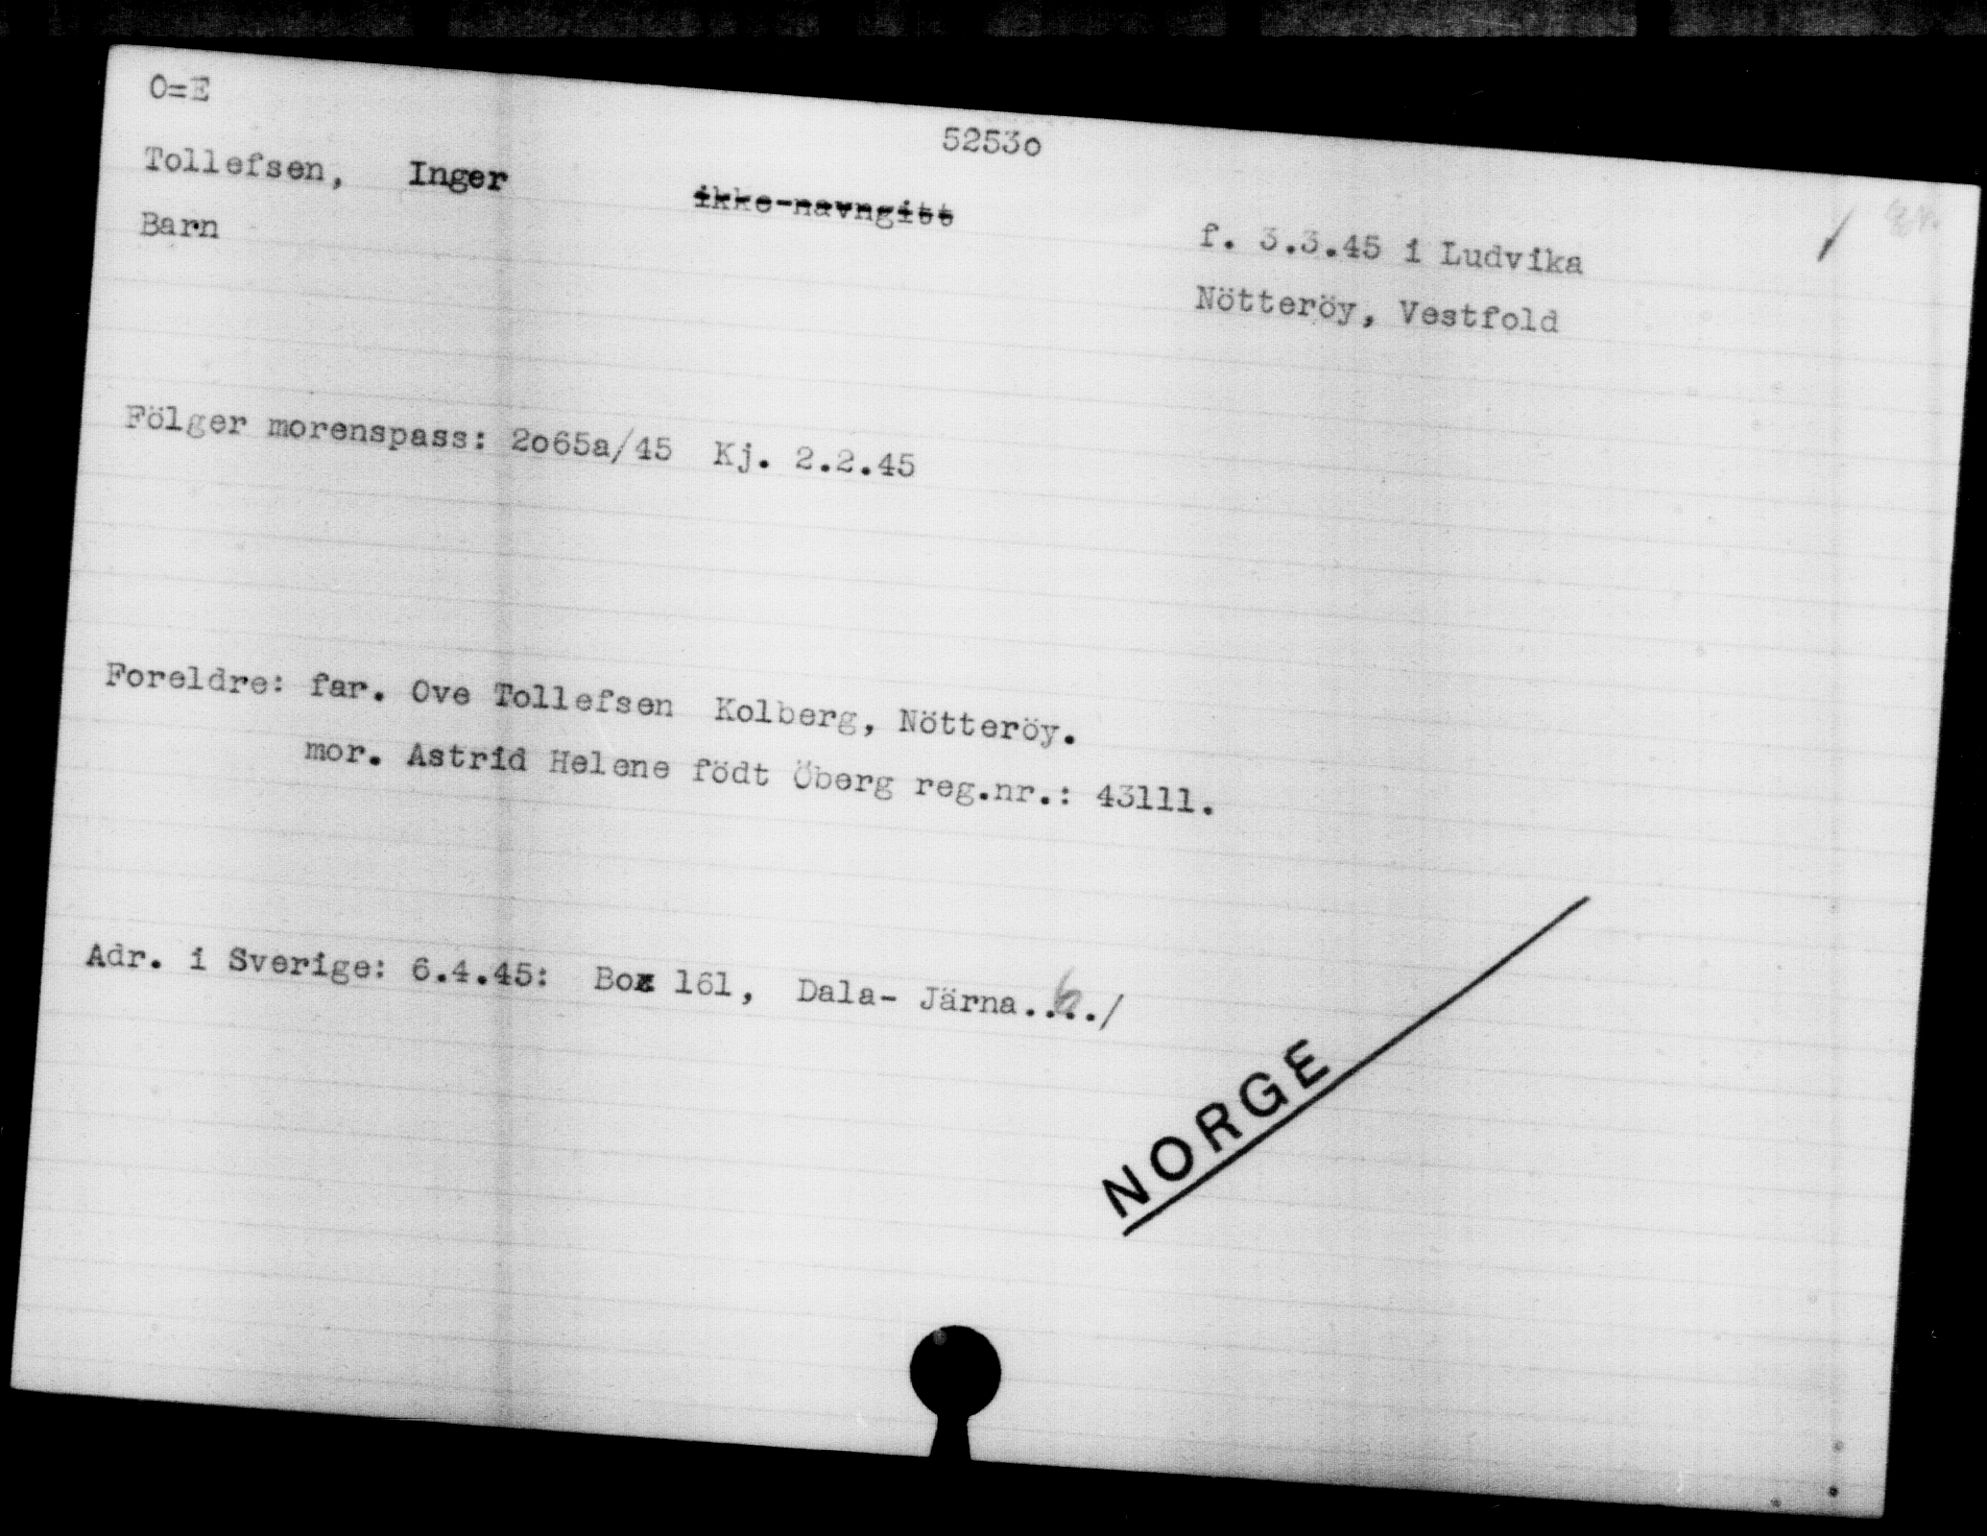 O=E
5253o
Tollefsen, Inger ikke-navngitt
f. 3.3.45 i Ludvika
Barn
Nötteröy, Vestfold
Fölger morenspass: 2o65a/45 Kj. 2.2.45
Foreldre: far. Ove Tollefsen Kolberg, Nötteröy.
mor. Astrid Helene födt Öberg reg.nr.: 43111.
Adr. i Sverige: 6.4.45: Box 161, Dala- Järna..../
NORGE